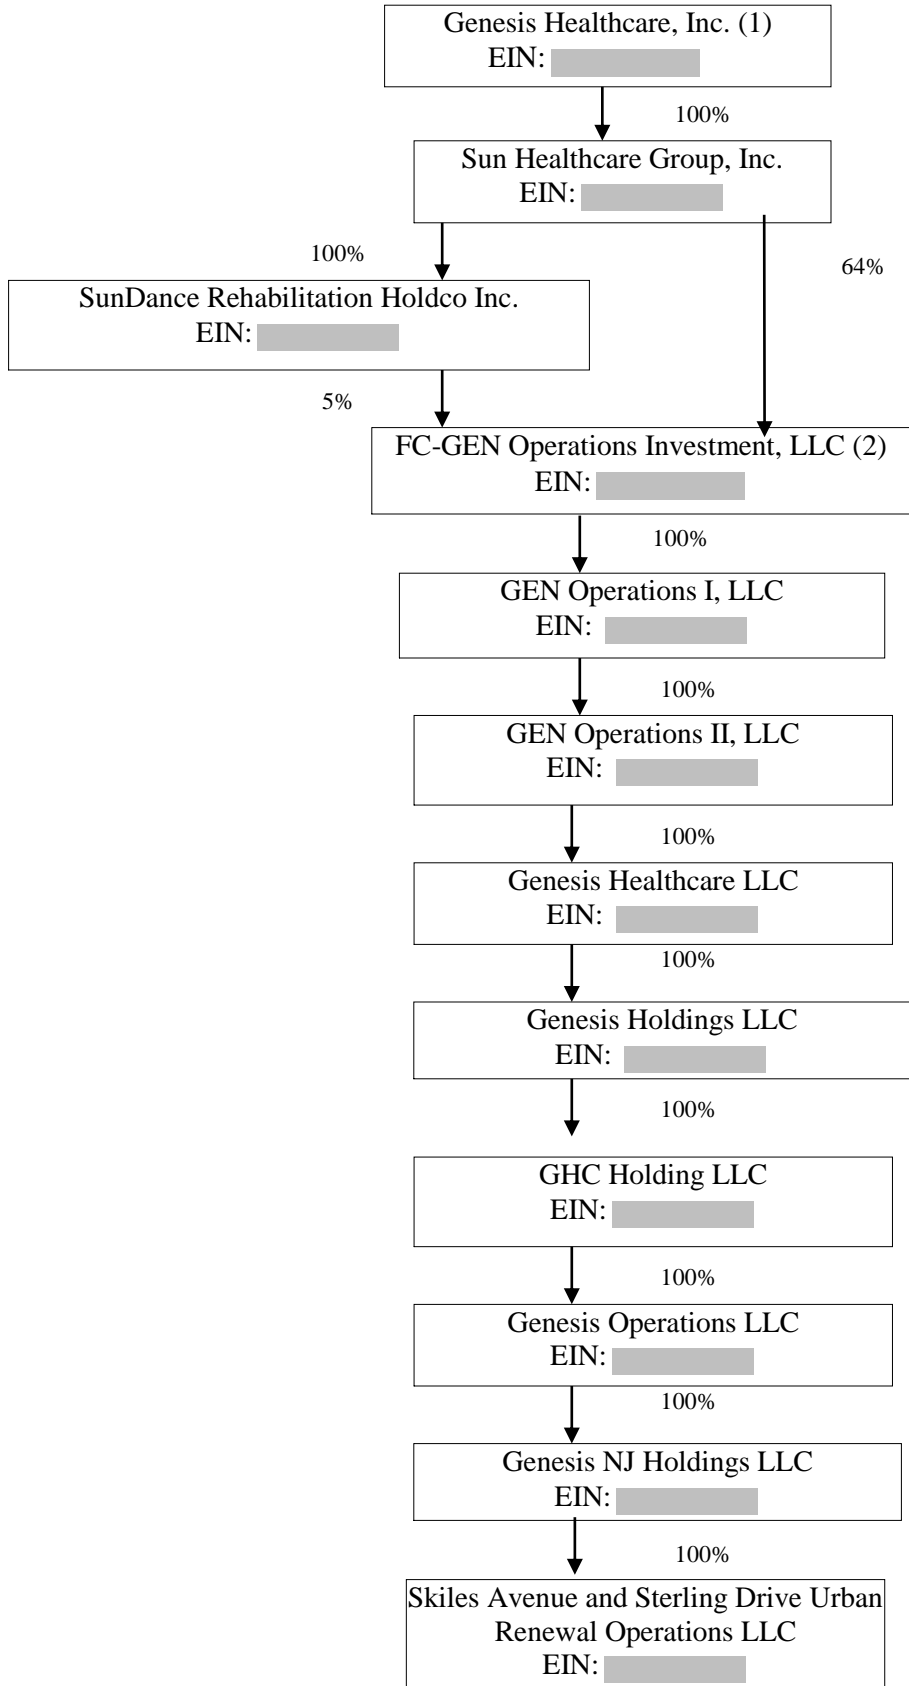 Genesis Healthcare, Inc. (1)
EIN:
100%
Sun Healthcare Group, Inc.
EIN:
100%
64%
SunDance Rehabilitation Holdco Inc.
EIN:
5%
FC-GEN Operations Investment, LLC (2)
EIN:
100%
GEN Operations I, LLC
EIN:
100%
GEN Operations II, LLC
EIN:
100%
Genesis Healthcare LLC
EIN:
100%
Genesis Holdings LLC
EIN:
100%
GHC Holding LLC
EIN:
100%
Genesis Operations LLC
EIN:
100%
Genesis NJ Holdings LLC
EIN:
100%
Skiles Avenue and Sterling Drive Urban
Renewal Operations LLC
EIN: